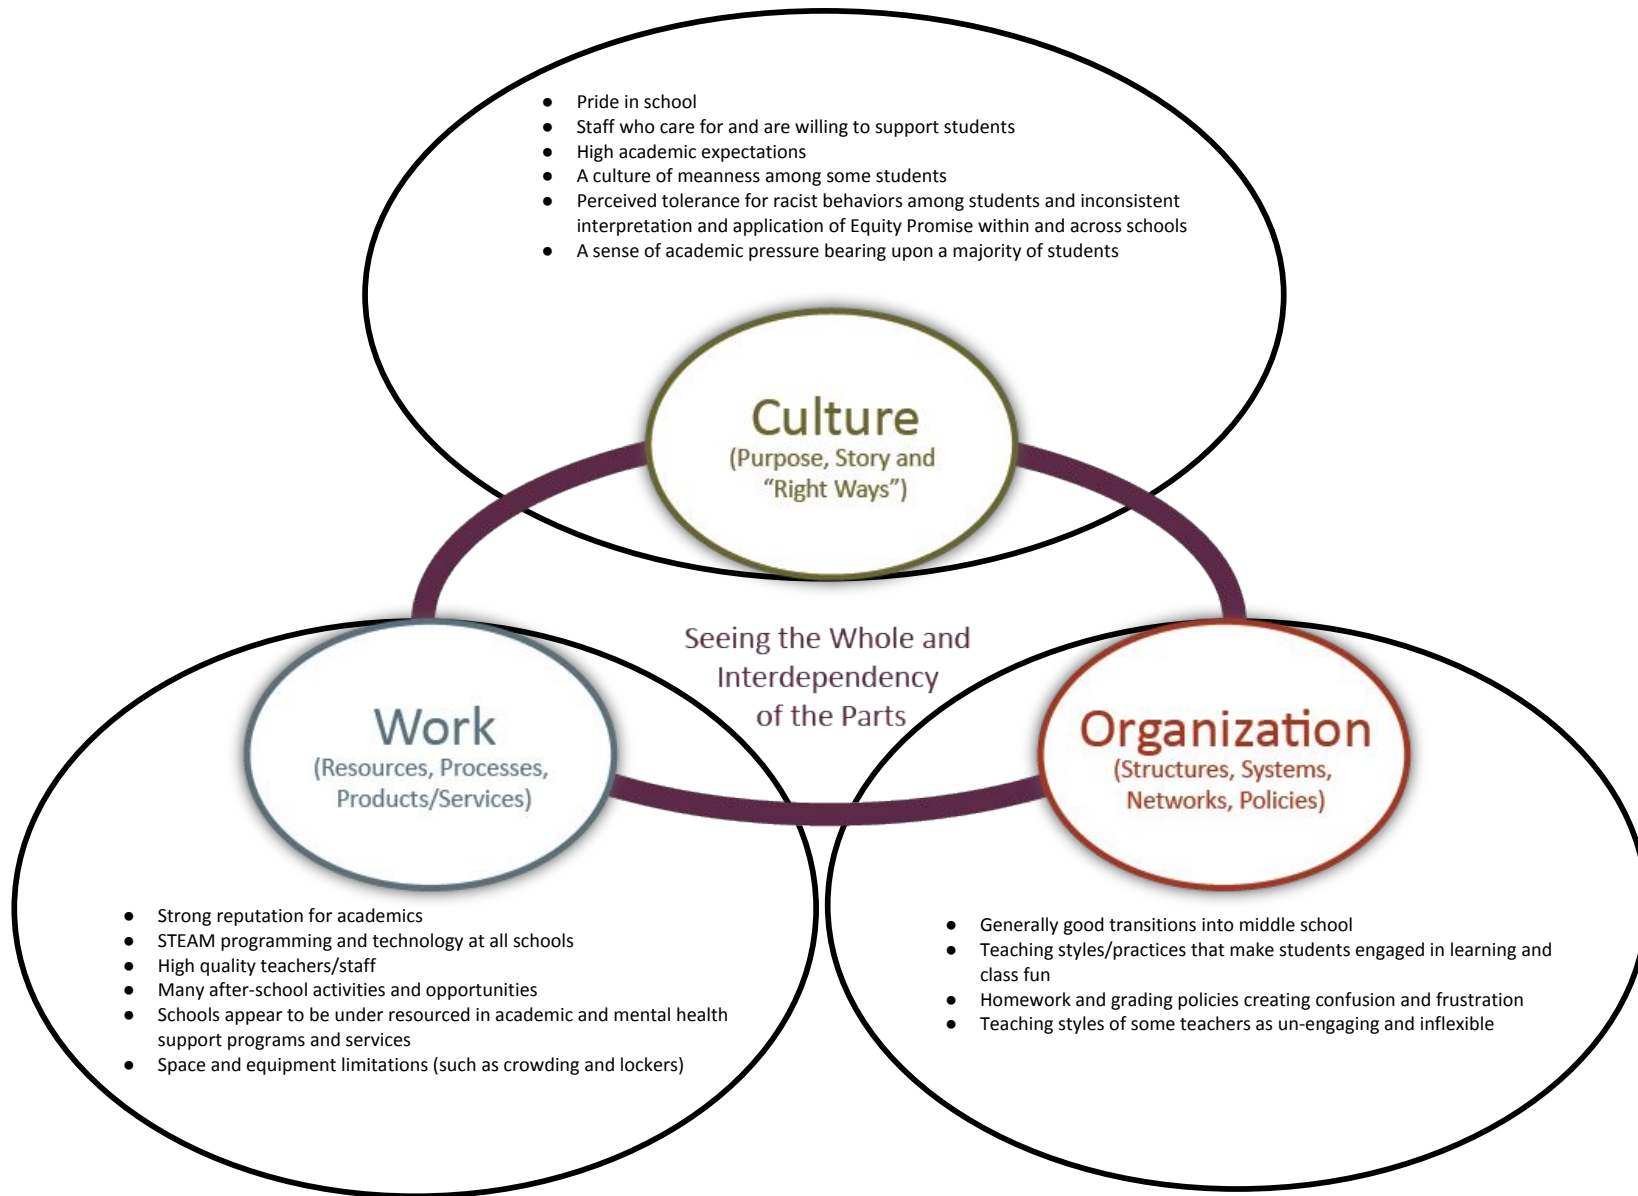 ● Pride in school
● Staff who care for and are willing to support students
● High academic expectations
● A culture of meanness among some students
● Perceived tolerance for racist behaviors among students and inconsistent
interpretation and application of Equity Promise within and across schools
● A sense of academic pressure bearing upon a majority of students
Culture
(Purpose, Story and
“Right Ways”)
Seeing the Whole and
Interdependency
of the Parts
Work
(Resources, Processes,
Products/Services)
Organization
(Structures, Systems,
Networks, Policies)
● Strong reputation for academics
● STEAM programming and technology at all schools
● High quality teachers/staff
● Many after-school activities and opportunities
● Schools appear to be under resourced in academic and mental health
support programs and services
● Space and equipment limitations (such as crowding and lockers)
● Generally good transitions into middle school
● Teaching styles/practices that make students engaged in learning and
class fun
● Homework and grading policies creating confusion and frustration
● Teaching styles of some teachers as un-engaging and inflexible